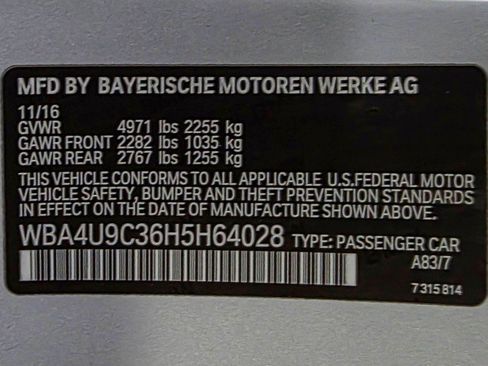 MFD BY BAYERISCHE MOTOREN WERKE AG
11/16
GVWR 4971 lbs 2255 kg
GAWR FRONT 2282 lbs 1035 kg
GAWR REAR 2767 lbs 1255 kg
THIS VEHICLE CONFORMS TO ALL APPLICABLE U.S.FEDERAL MOTOR
VEHICLE SAFETY, BUMPER AND THEFT PREVENTION STANDARDS
IN EFFECT ON THE DATE OF MANUFACTURE SHOWN ABOVE.
WBA4U9C36H5H64028 TYPE: PASSENGER CAR
A83/7
7 315 814